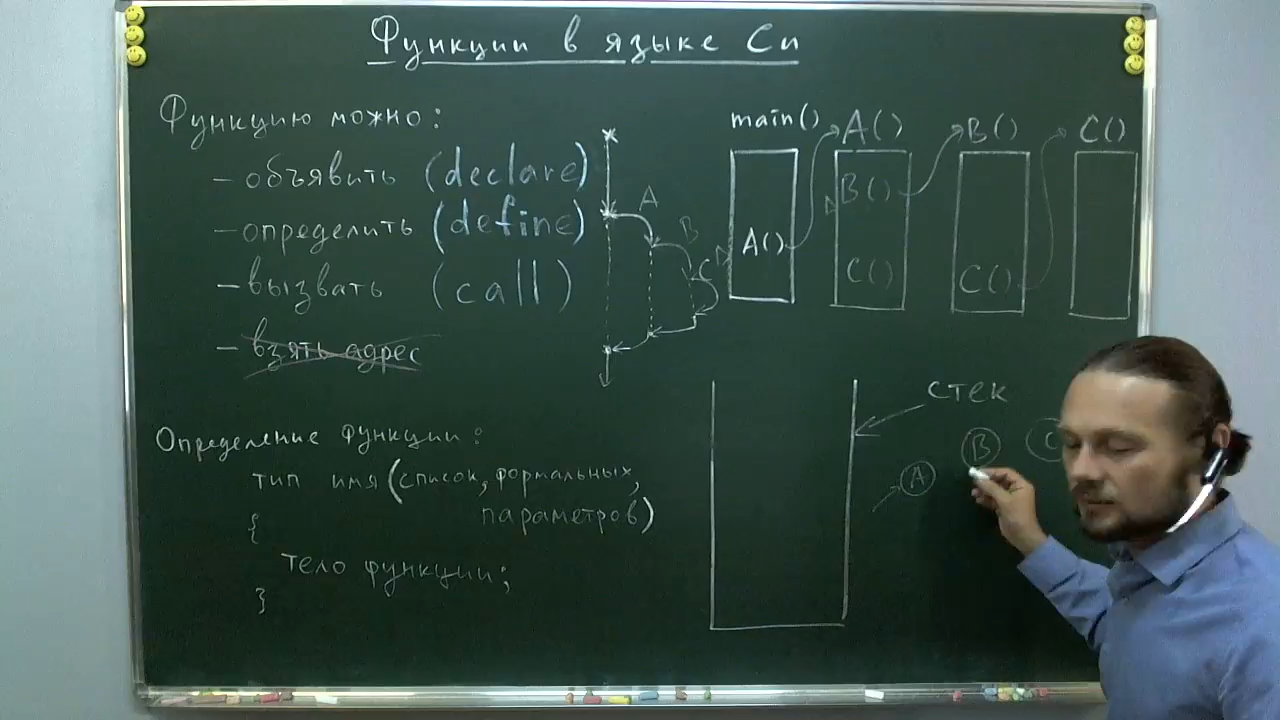 Функции в языке Си
Функцию можно:
- объявить (declare)
- определить (define)
- вызвать (call)
- взять адрес
Определение функции:
тип имя (список, формальных,
параметров)
{
тело функции;
}
A
B
C
main() A() B() C()
B()
A()
C() C()
стек
A B C